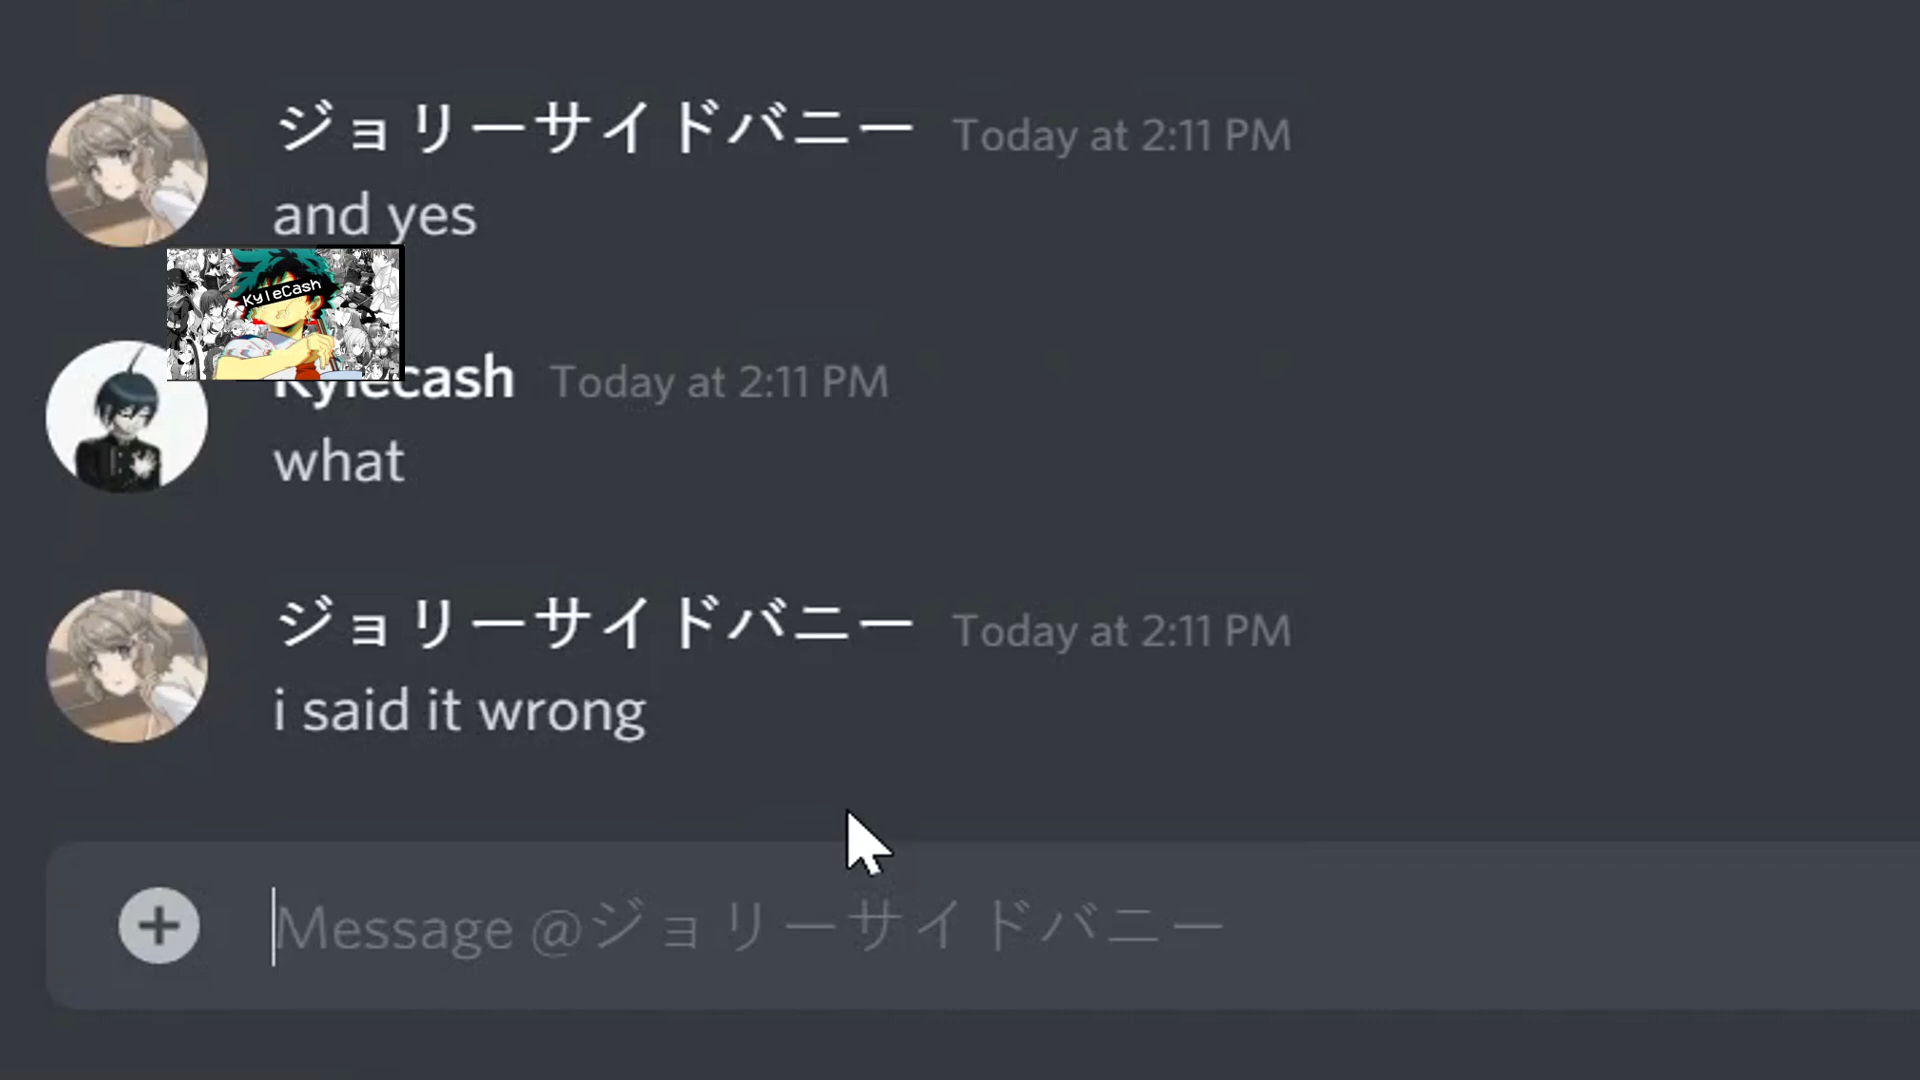 ジョリーサイドバニー Today at 2:11 PM
and yes
KyleCash
Kylecash Today at 2:11 PM
what
ジョリーサイドバニー Today at 2:11 PM
i said it wrong
Message @ジョリーサイドバニー